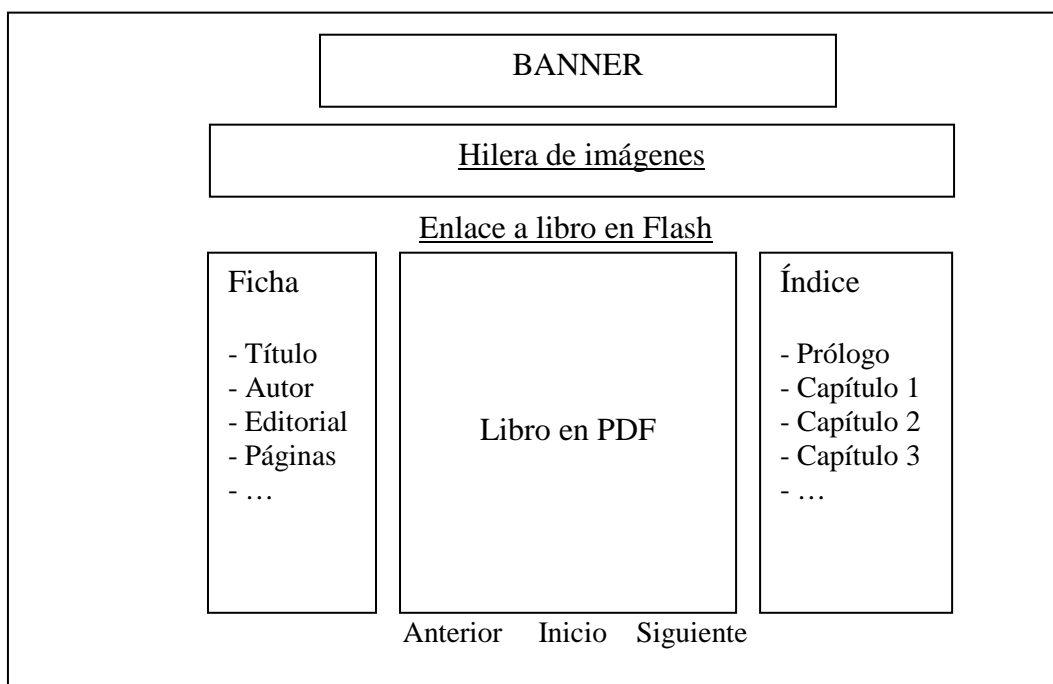 BANNER
Hilera de imágenes
Enlace a libro en Flash
Ficha
- Título
- Autor
- Editorial
- Páginas
- …
Libro en PDF
Índice
- Prólogo
- Capítulo 1
- Capítulo 2
- Capítulo 3
- …
Anterior Inicio Siguiente